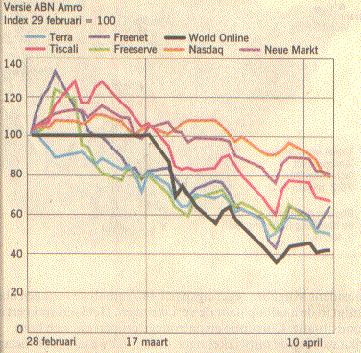 Versie ABN Amro
Index 29 februari = 100
Terra Freenet World Online
Tiscali Freeserve Nasdaq Neue Markt
140
120
100
80
60
40
20
0
28 februari 17 maart 10 april